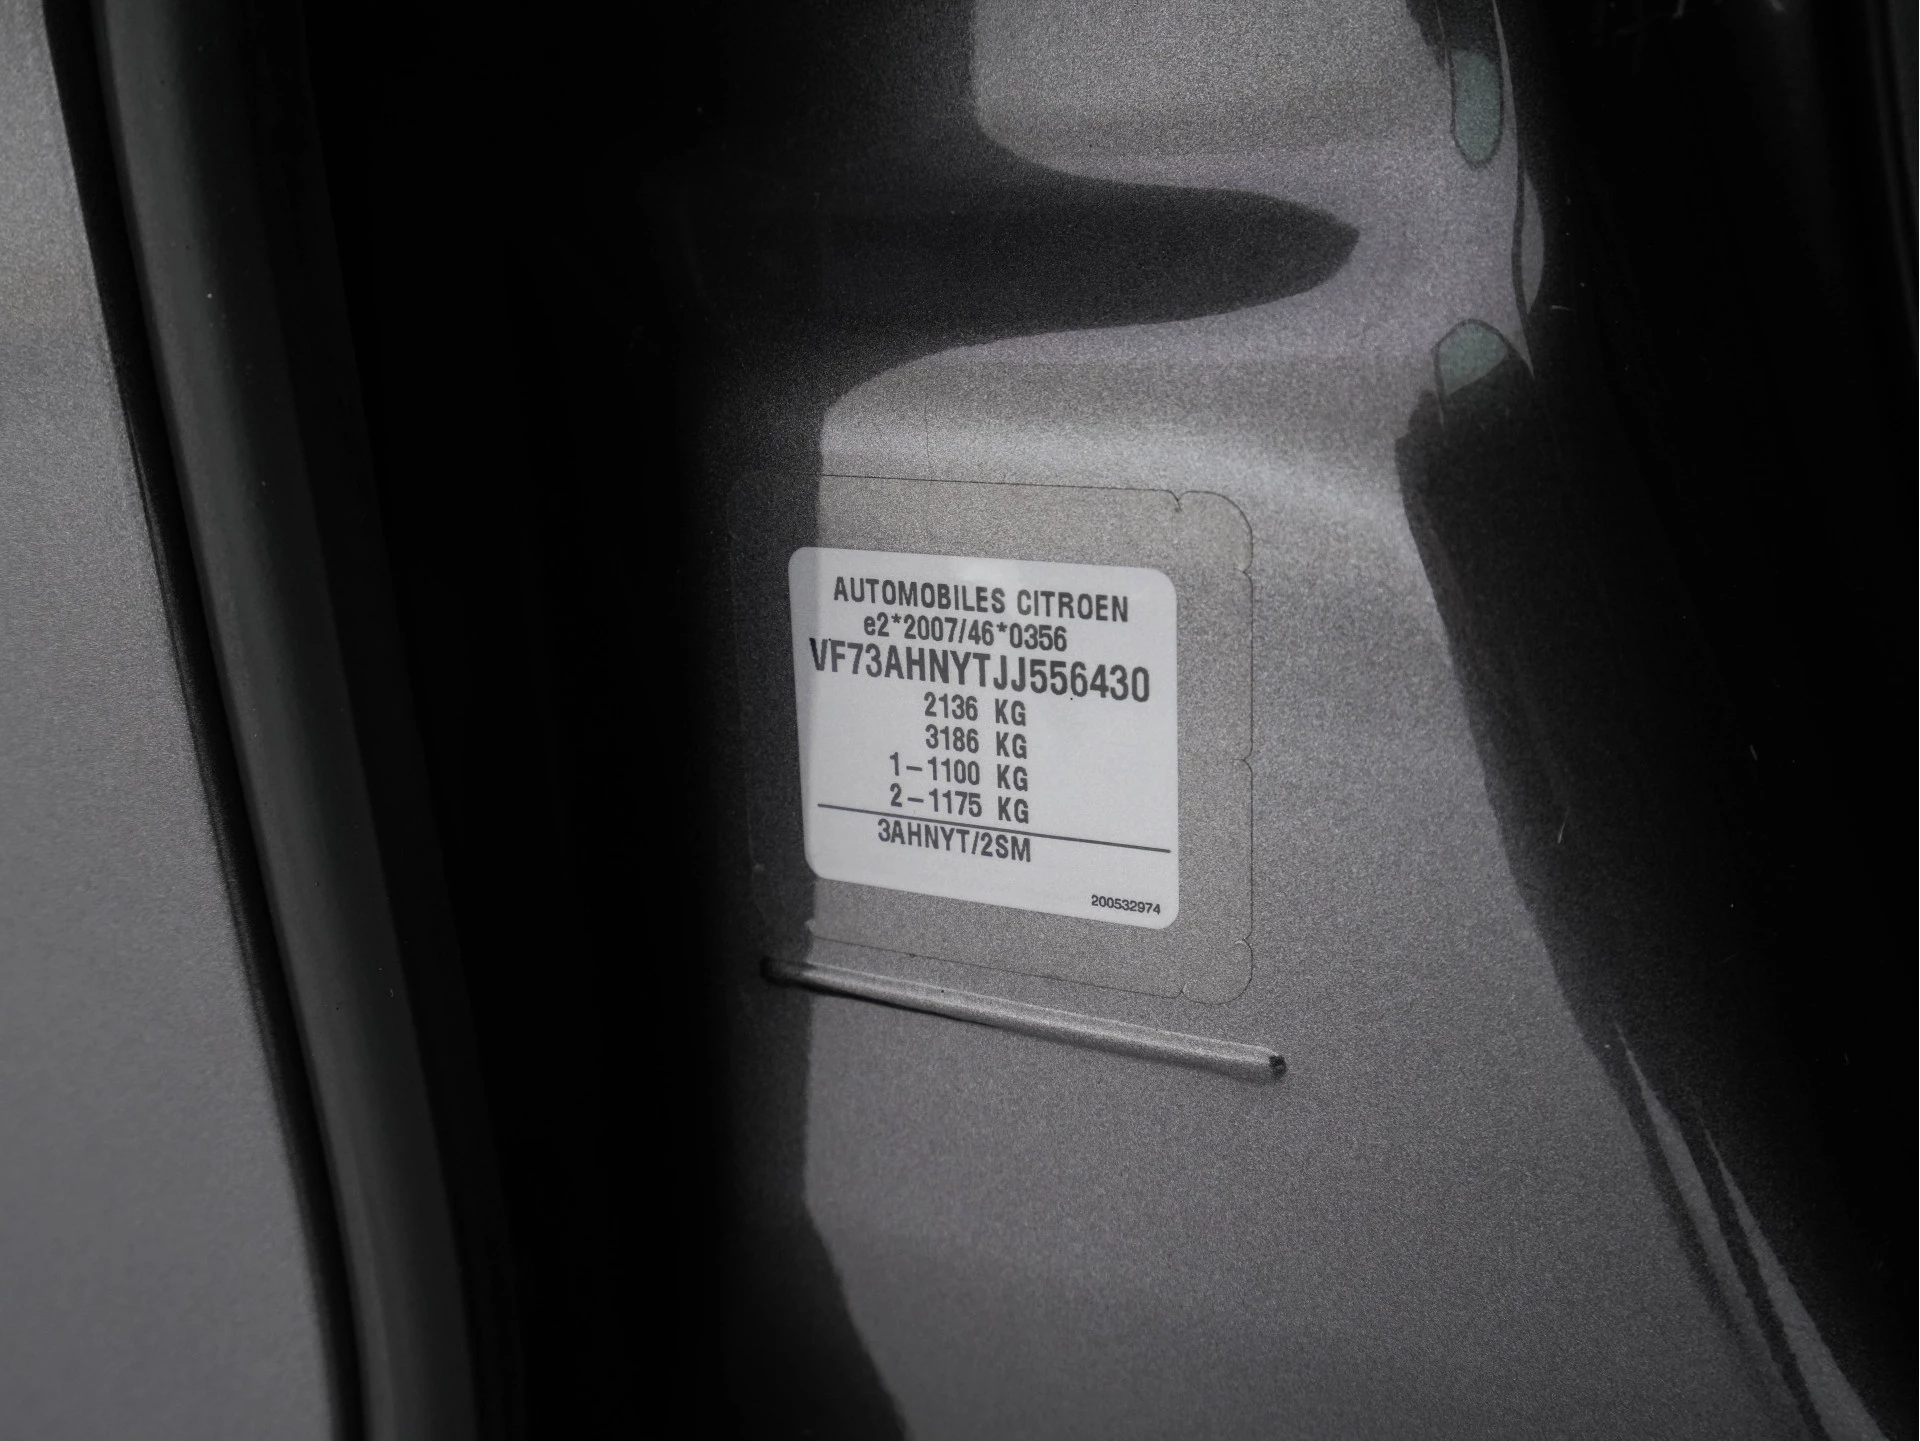 AUTOMOBILES CITROEN
e2*2007/46*0356
VF73AHNYTJJ556430
2136 KG
3186 KG
1-1100 KG
2-1175 KG
3AHNYT/2SM
200532974